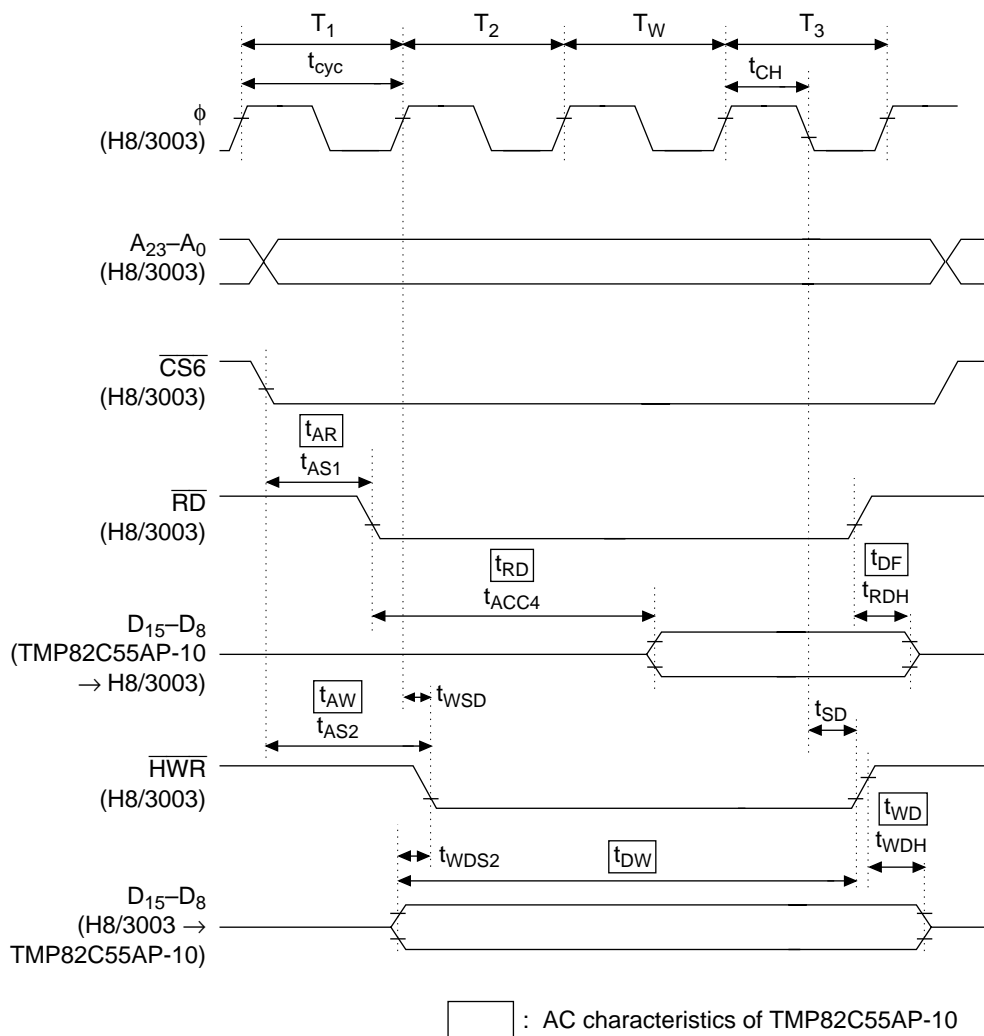 T1 T2 TW T3
tcyc tCH
ϕ
(H8/3003)
A23–A0
(H8/3003)
CS6
(H8/3003)
tAR
tAS1
RD
(H8/3003)
tRD tDF
tACC4 tRDH
D15–D8
(TMP82C55AP-10
→ H8/3003)
tAW tWSD
tAS2 tSD
HWR
(H8/3003)
tWD
tWDS2 tDW tWDH
D15–D8
(H8/3003 →
TMP82C55AP-10)
: AC characteristics of TMP82C55AP-10